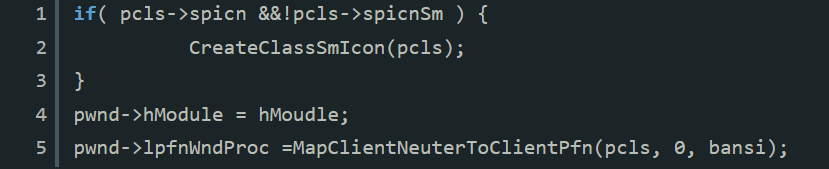 1 if( pcls->spicn &&!pcls->spicnSm ) {
2 CreateClassSmIcon(pcls);
3 }
4 pwnd->hModule = hMoudle;
5 pwnd->lpfnWndProc =MapClientNeuterToClientPfn(pcls, 0, bansi);